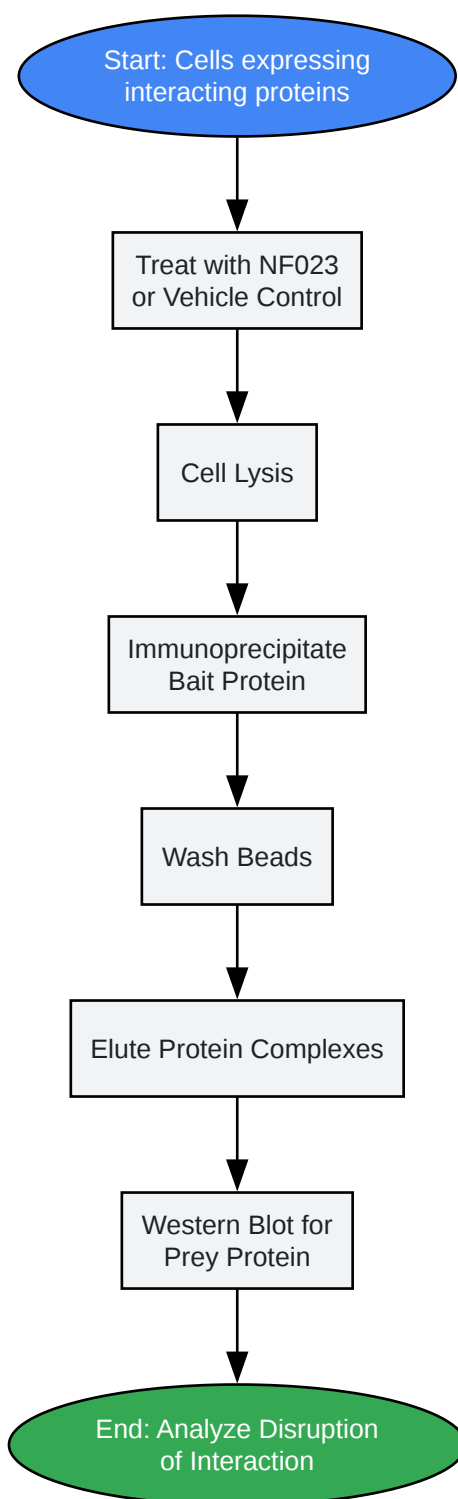 Start: Cells expressing
interacting proteins
Treat with NF023
or Vehicle Control
Cell Lysis
Immunoprecipitate
Bait Protein
Wash Beads
Elute Protein Complexes
Western Blot for
Prey Protein
End: Analyze Disruption
of Interaction